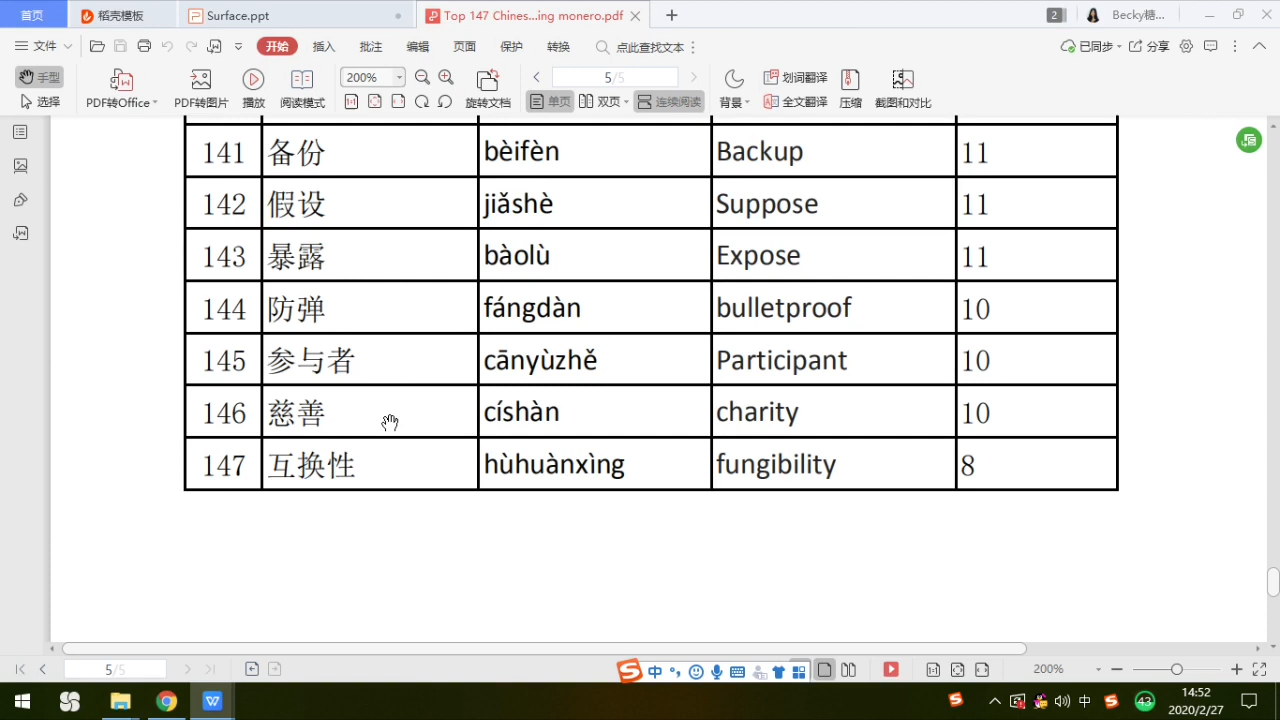 首页 稻壳模板 Surface.ppt Top 147 Chines...ing monero.pdf 2 Becky糖...
文件 开始 插入 批注 编辑 页面 保护 转换 点此查找文本 已同步 分享
手型 200% 5/5 划词翻译
选择 PDF转Office PDF转图片 播放 阅读模式 旋转文档 单页 双页 连续阅读 背景 全文翻译 压缩 截图和对比
141 备份 bèifèn Backup 11
142 假设 jiǎshè Suppose 11
143 暴露 bàolù Expose 11
144 防弹 fángdàn bulletproof 10
145 参与者 cānyùzhě Participant 10
146 慈善 císhàn charity 10
147 互换性 hùhuànxìng fungibility 8
5/5 中 200%
中 43 14:52
2020/2/27